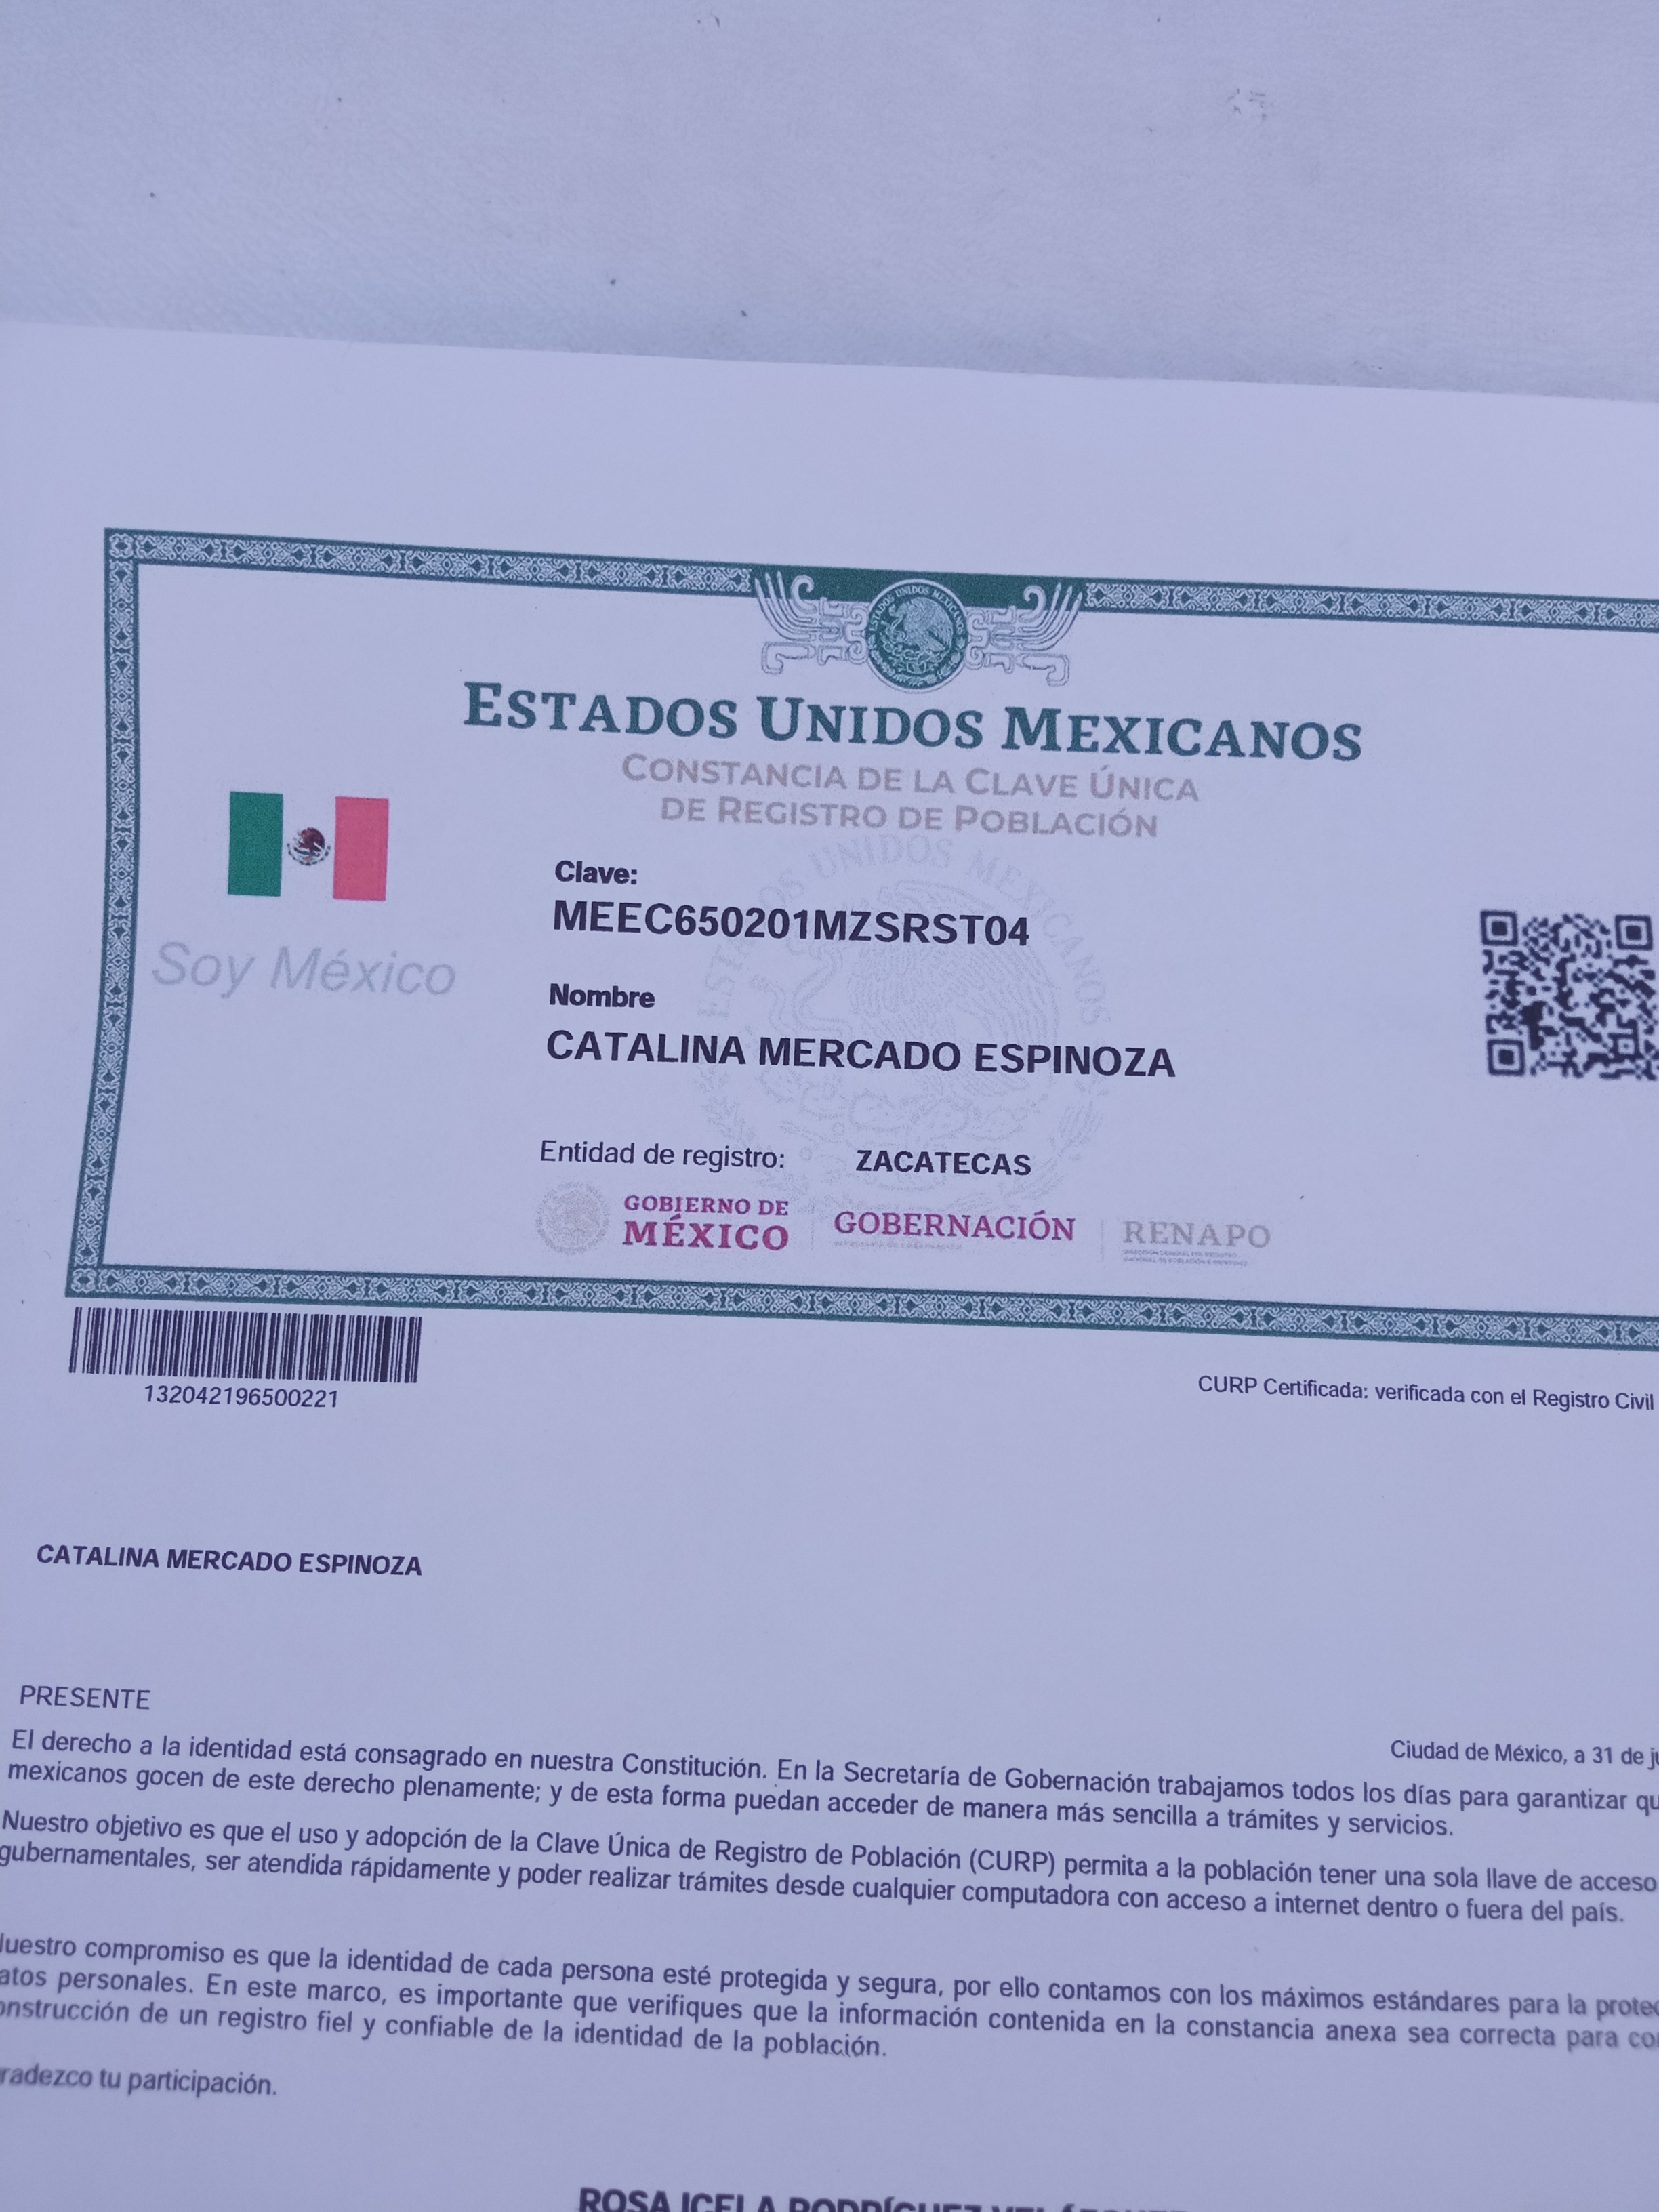 ESTADOS UNIDOS MEXICANOS
CONSTANCIA DE LA CLAVE ÚNICA
DE REGISTRO DE POBLACIÓN
Soy México
Clave:
MEEC650201MZSRST04
Nombre
CATALINA MERCADO ESPINOZA
Entidad de registro: ZACATECAS
GOBIERNO DE
MÉXICO
GOBERNACIÓN
RENAPO
132042196500221
CURP Certificada: verificada con el Registro Civil
CATALINA MERCADO ESPINOZA
PRESENTE
Ciudad de México, a 31 de
El derecho a la identidad está consagrado en nuestra Constitución. En la Secretaría de Gobernación trabajamos todos los días para garantizar
mexicanos gocen de este derecho plenamente; y de esta forma puedan acceder de manera más sencilla a trámites y servicios.
Nuestro objetivo es que el uso y adopción de la Clave Única de Registro de Población (CURP) permita a la población tener una sola llave de acceso
gubernamentales, ser atendida rápidamente y poder realizar trámites desde cualquier computadora con acceso a internet dentro o fuera del país.
uestro compromiso es que la identidad de cada persona esté protegida y segura, por ello contamos con los máximos estándares para la
atos personales. En este marco, es importante que verifiques que la información contenida en la constancia anexa sea correcta para
onstrucción de un registro fiel y confiable de la identidad de la población.
radezco tu participación.
ROSA ICELA